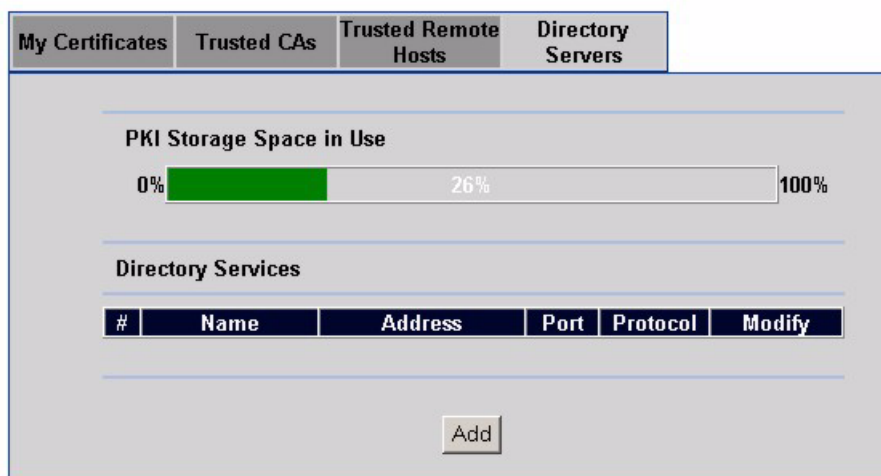 My Certificates Trusted CAs Trusted Remote Hosts Directory Servers
PKI Storage Space in Use
0% 26% 100%
Directory Services
# Name Address Port Protocol Modify
Add